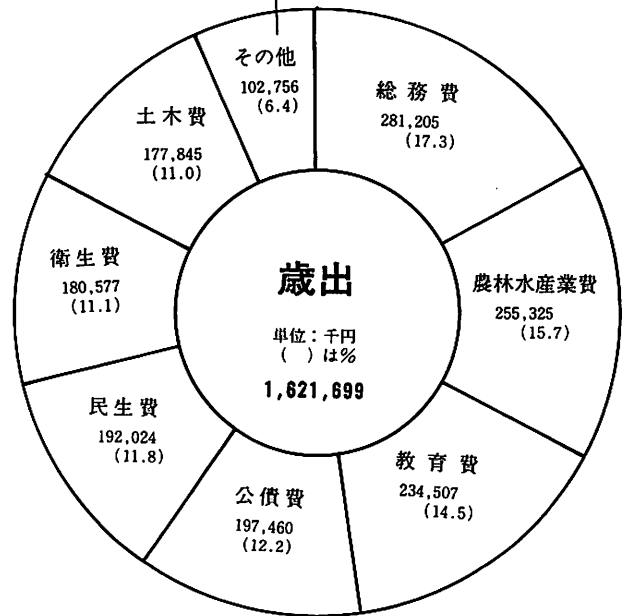 歳出
単位：千円
(　)は%
1,621,699
総務費
281,205
(17.3)
農林水産業費
255,325
(15.7)
教育費
234,507
(14.5)
公債費
197,460
(12.2)
民生費
192,024
(11.8)
衛生費
180,577
(11.1)
土木費
177,845
(11.0)
その他
102,756
(6.4)